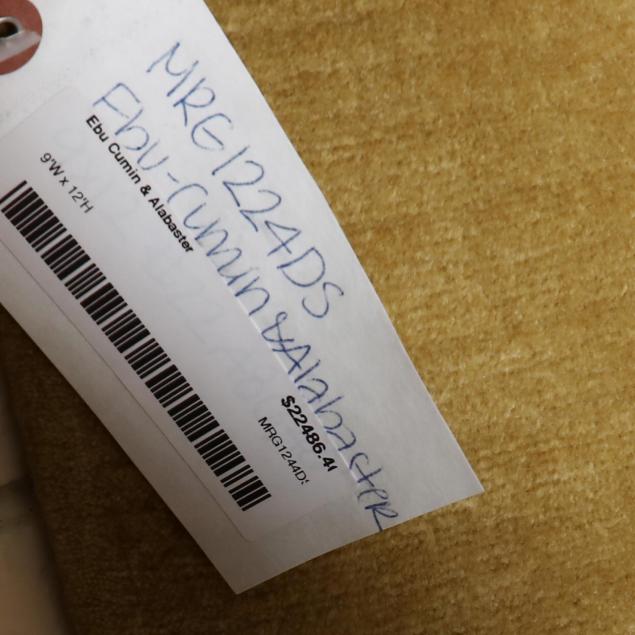 MRG1224DS
Ebu-Cumin & Alabaster
Ebu Cumin & Alabaster
9'W x 12'H
$22486.4
MRG1244D